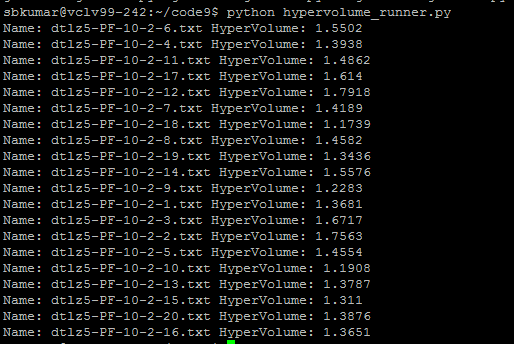 sbkumar@vclv99-242:~/code9$ python hypervolume_runner.py
Name: dtlz5-PF-10-2-6.txt HyperVolume: 1.5502
Name: dtlz5-PF-10-2-4.txt HyperVolume: 1.3938
Name: dtlz5-PF-10-2-11.txt HyperVolume: 1.4862
Name: dtlz5-PF-10-2-17.txt HyperVolume: 1.614
Name: dtlz5-PF-10-2-12.txt HyperVolume: 1.7918
Name: dtlz5-PF-10-2-7.txt HyperVolume: 1.4189
Name: dtlz5-PF-10-2-18.txt HyperVolume: 1.1739
Name: dtlz5-PF-10-2-8.txt HyperVolume: 1.4582
Name: dtlz5-PF-10-2-19.txt HyperVolume: 1.3436
Name: dtlz5-PF-10-2-14.txt HyperVolume: 1.5576
Name: dtlz5-PF-10-2-9.txt HyperVolume: 1.2283
Name: dtlz5-PF-10-2-1.txt HyperVolume: 1.3681
Name: dtlz5-PF-10-2-3.txt HyperVolume: 1.6717
Name: dtlz5-PF-10-2-2.txt HyperVolume: 1.7563
Name: dtlz5-PF-10-2-5.txt HyperVolume: 1.4554
Name: dtlz5-PF-10-2-10.txt HyperVolume: 1.1908
Name: dtlz5-PF-10-2-13.txt HyperVolume: 1.3787
Name: dtlz5-PF-10-2-15.txt HyperVolume: 1.311
Name: dtlz5-PF-10-2-20.txt HyperVolume: 1.3876
Name: dtlz5-PF-10-2-16.txt HyperVolume: 1.3651